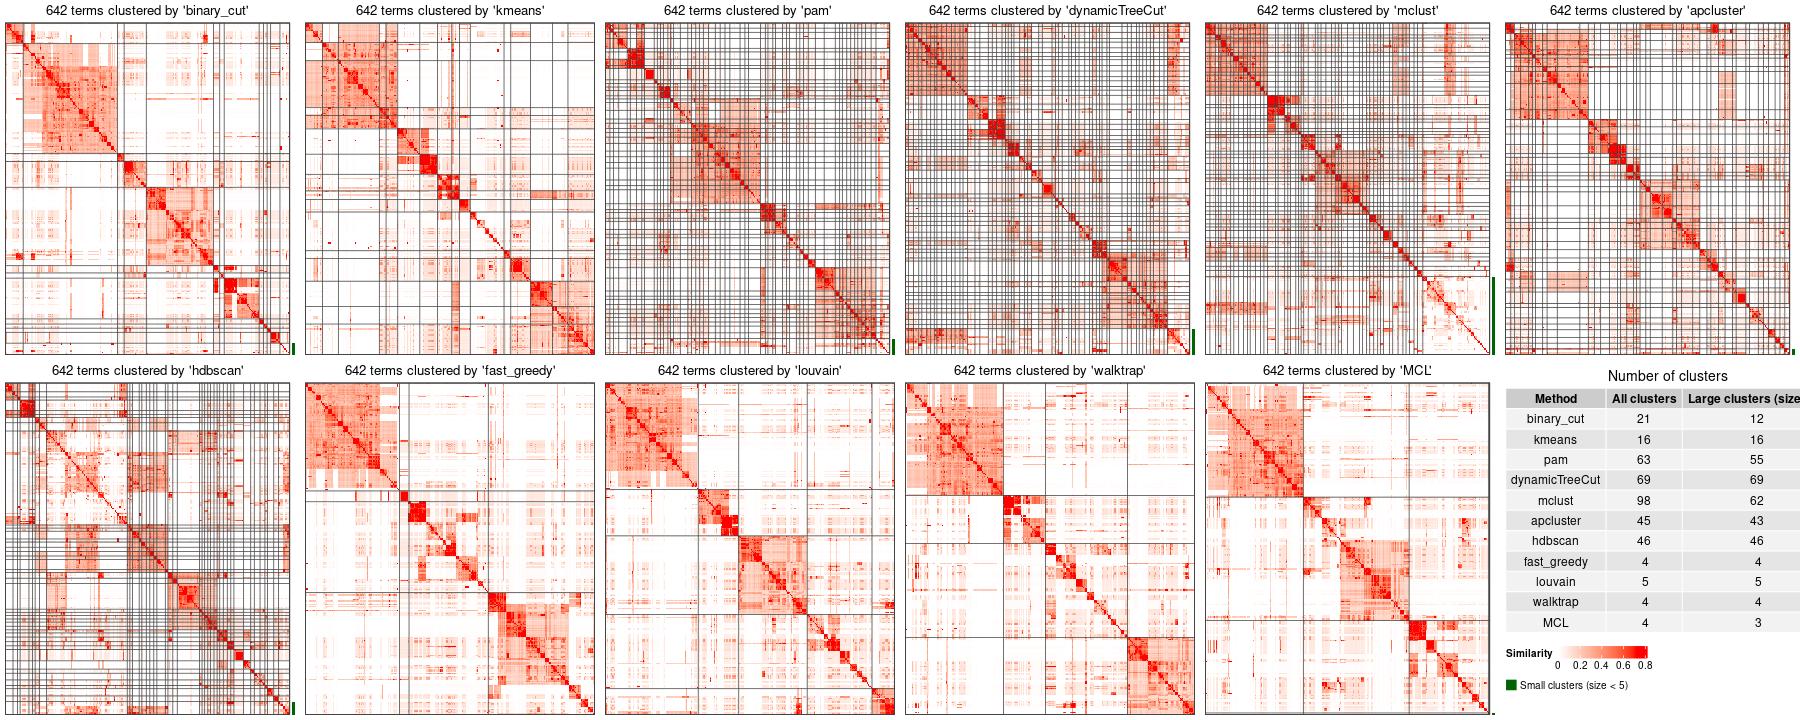 642 terms clustered by 'binary_cut'
642 terms clustered by 'kmeans'
642 terms clustered by 'pam'
642 terms clustered by 'dynamicTreeCut'
642 terms clustered by 'mclust'
642 terms clustered by 'apcluster'
642 terms clustered by 'hdbscan'
642 terms clustered by 'fast_greedy'
642 terms clustered by 'louvain'
642 terms clustered by 'walktrap'
642 terms clustered by 'MCL'
Number of clusters
Method All clusters Large clusters (size
binary_cut 21 12
kmeans 16 16
pam 63 55
dynamicTreeCut 69 69
mclust 98 62
apcluster 45 43
hdbscan 46 46
fast_greedy 4 4
louvain 5 5
walktrap 4 4
MCL 4 3
Similarity
0 0.2 0.4 0.6 0.8
Small clusters (size < 5)